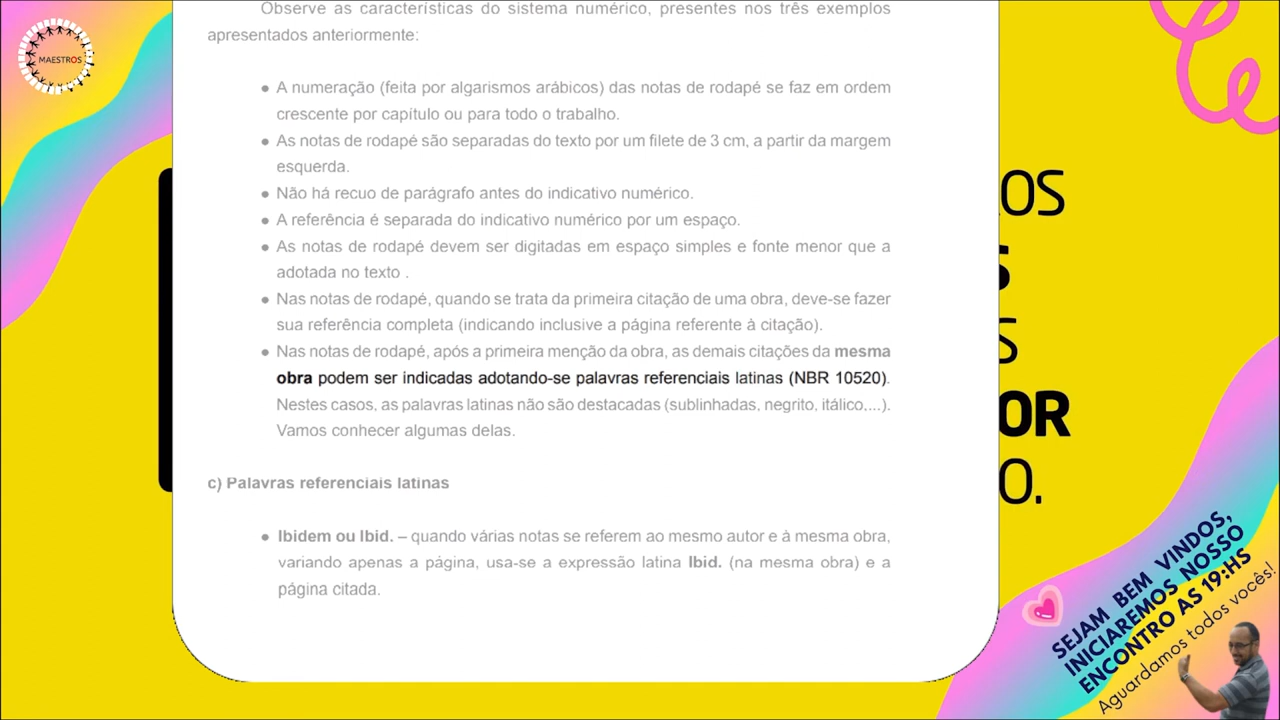 MAESTROS
Observe as características do sistema numérico, presentes nos três exemplos
apresentados anteriormente:
● A numeração (feita por algarismos arábicos) das notas de rodapé se faz em ordem
crescente por capítulo ou para todo o trabalho.
● As notas de rodapé são separadas do texto por um filete de 3 cm, a partir da margem
esquerda.
● Não há recuo de parágrafo antes do indicativo numérico.
● A referência é separada do indicativo numérico por um espaço.
● As notas de rodapé devem ser digitadas em espaço simples e fonte menor que a
adotada no texto .
● Nas notas de rodapé, quando se trata da primeira citação de uma obra, deve-se fazer
sua referência completa (indicando inclusive a página referente à citação).
● Nas notas de rodapé, após a primeira menção da obra, as demais citações da mesma
obra podem ser indicadas adotando-se palavras referenciais latinas (NBR 10520).
Nestes casos, as palavras latinas não são destacadas (sublinhadas, negrito, itálico,...).
Vamos conhecer algumas delas.
c) Palavras referenciais latinas
● Ibidem ou Ibid. – quando várias notas se referem ao mesmo autor e à mesma obra,
variando apenas a página, usa-se a expressão latina Ibid. (na mesma obra) e a
página citada.
OS
S
OR
O.
SEJAM BEM VINDOS,
INICIAREMOS NOSSO
ENCONTRO AS 19:HS
Aguardamos todos vocês!